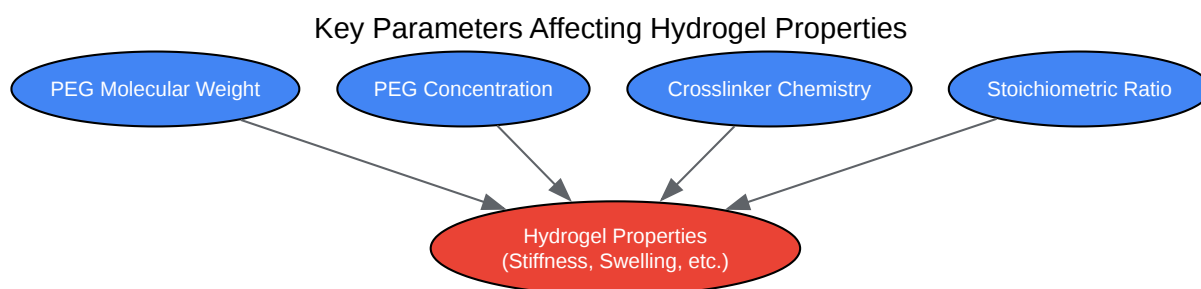 Key Parameters Affecting Hydrogel Properties
PEG Molecular Weight
PEG Concentration
Crosslinker Chemistry
Stoichiometric Ratio
Hydrogel Properties
(Stiffness, Swelling, etc.)